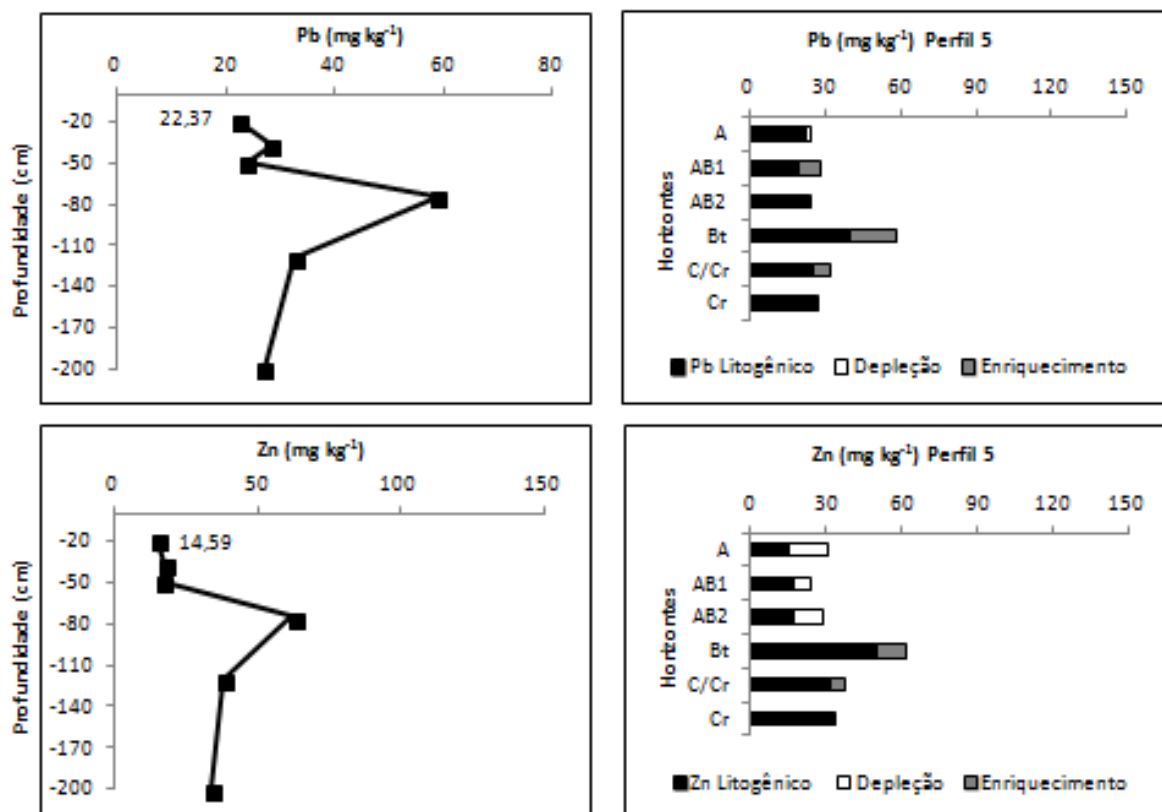 Pb (mg kg⁻¹)
0 20 40 60 80
22,37
-20
-50
-80
-110
-140
-170
-200
Profundidade (cm)
Pb (mg kg⁻¹) Perfil 5
0 30 60 90 120 150
A
AB1
AB2
Bt
C/Cr
Cr
Horizontes
Pb Litogênico Depleção Enriquecimento
Zn (mg kg⁻¹)
0 50 100 150
-20
14,59
-50
-80
-110
-140
-170
-200
Profundidade (cm)
Zn (mg kg⁻¹) Perfil 5
0 30 60 90 120 150
A
AB1
AB2
Bt
C/Cr
Cr
Horizontes
Zn Litogênico Depleção Enriquecimento